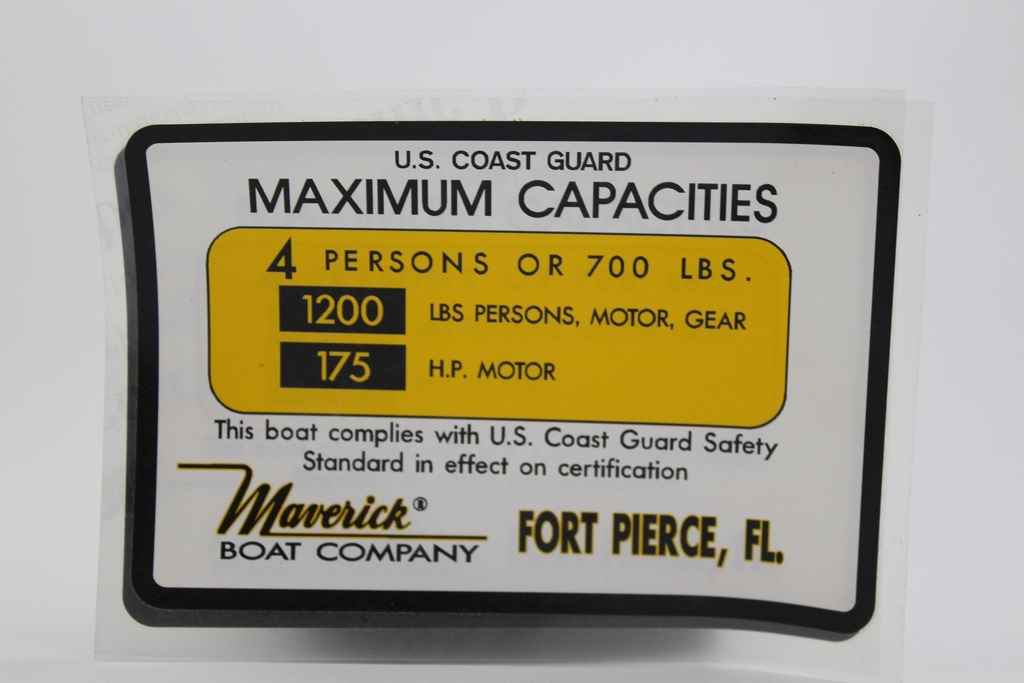 U.S. COAST GUARD
MAXIMUM CAPACITIES
4 PERSONS OR 700 LBS.
1200 LBS PERSONS, MOTOR, GEAR
175 H.P. MOTOR
This boat complies with U.S. Coast Guard Safety
Standard in effect on certification
Maverick®
BOAT COMPANY
FORT PIERCE, FL.